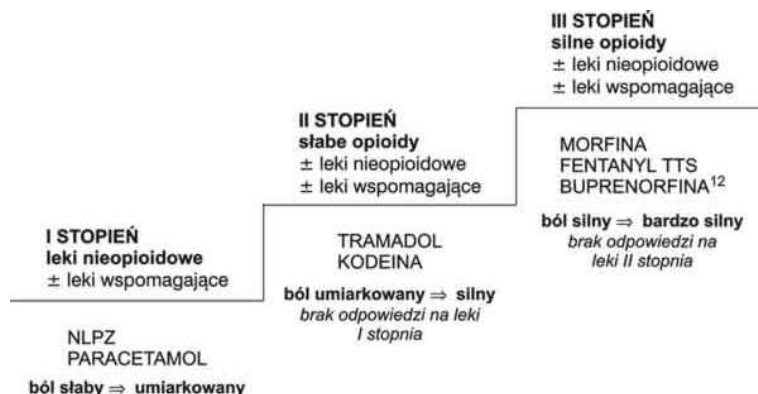 III STOPIEŃ
silne opioidy
± leki nieopioidowe
± leki wspomagające
MORFINA
FENTANYL TTS
BUPRENORFINA12
ból silny ⇒ bardzo silny
brak odpowiedzi na
leki II stopnia
II STOPIEŃ
słabe opioidy
± leki nieopioidowe
± leki wspomagające
TRAMADOL
KODEINA
ból umiarkowany ⇒ silny
brak odpowiedzi na leki
I stopnia
I STOPIEŃ
leki nieopioidowe
± leki wspomagające
NLPZ
PARACETAMOL
ból słaby ⇒ umiarkowany